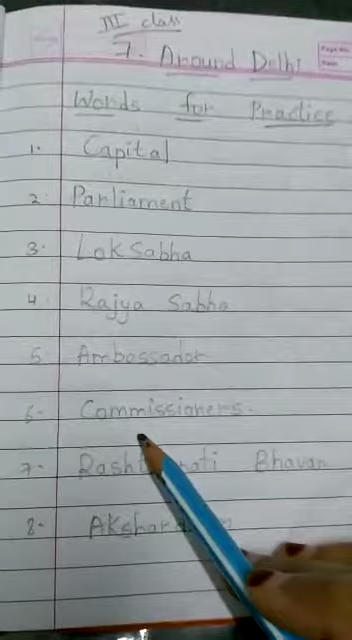 III class
7. Around Delhi
Words for Practice
1. Capital
2. Parliament
3. Lok Sabha
4. Rajya Sabha
5. Ambassador
6. Commissioners.
7. Bhavan
8.